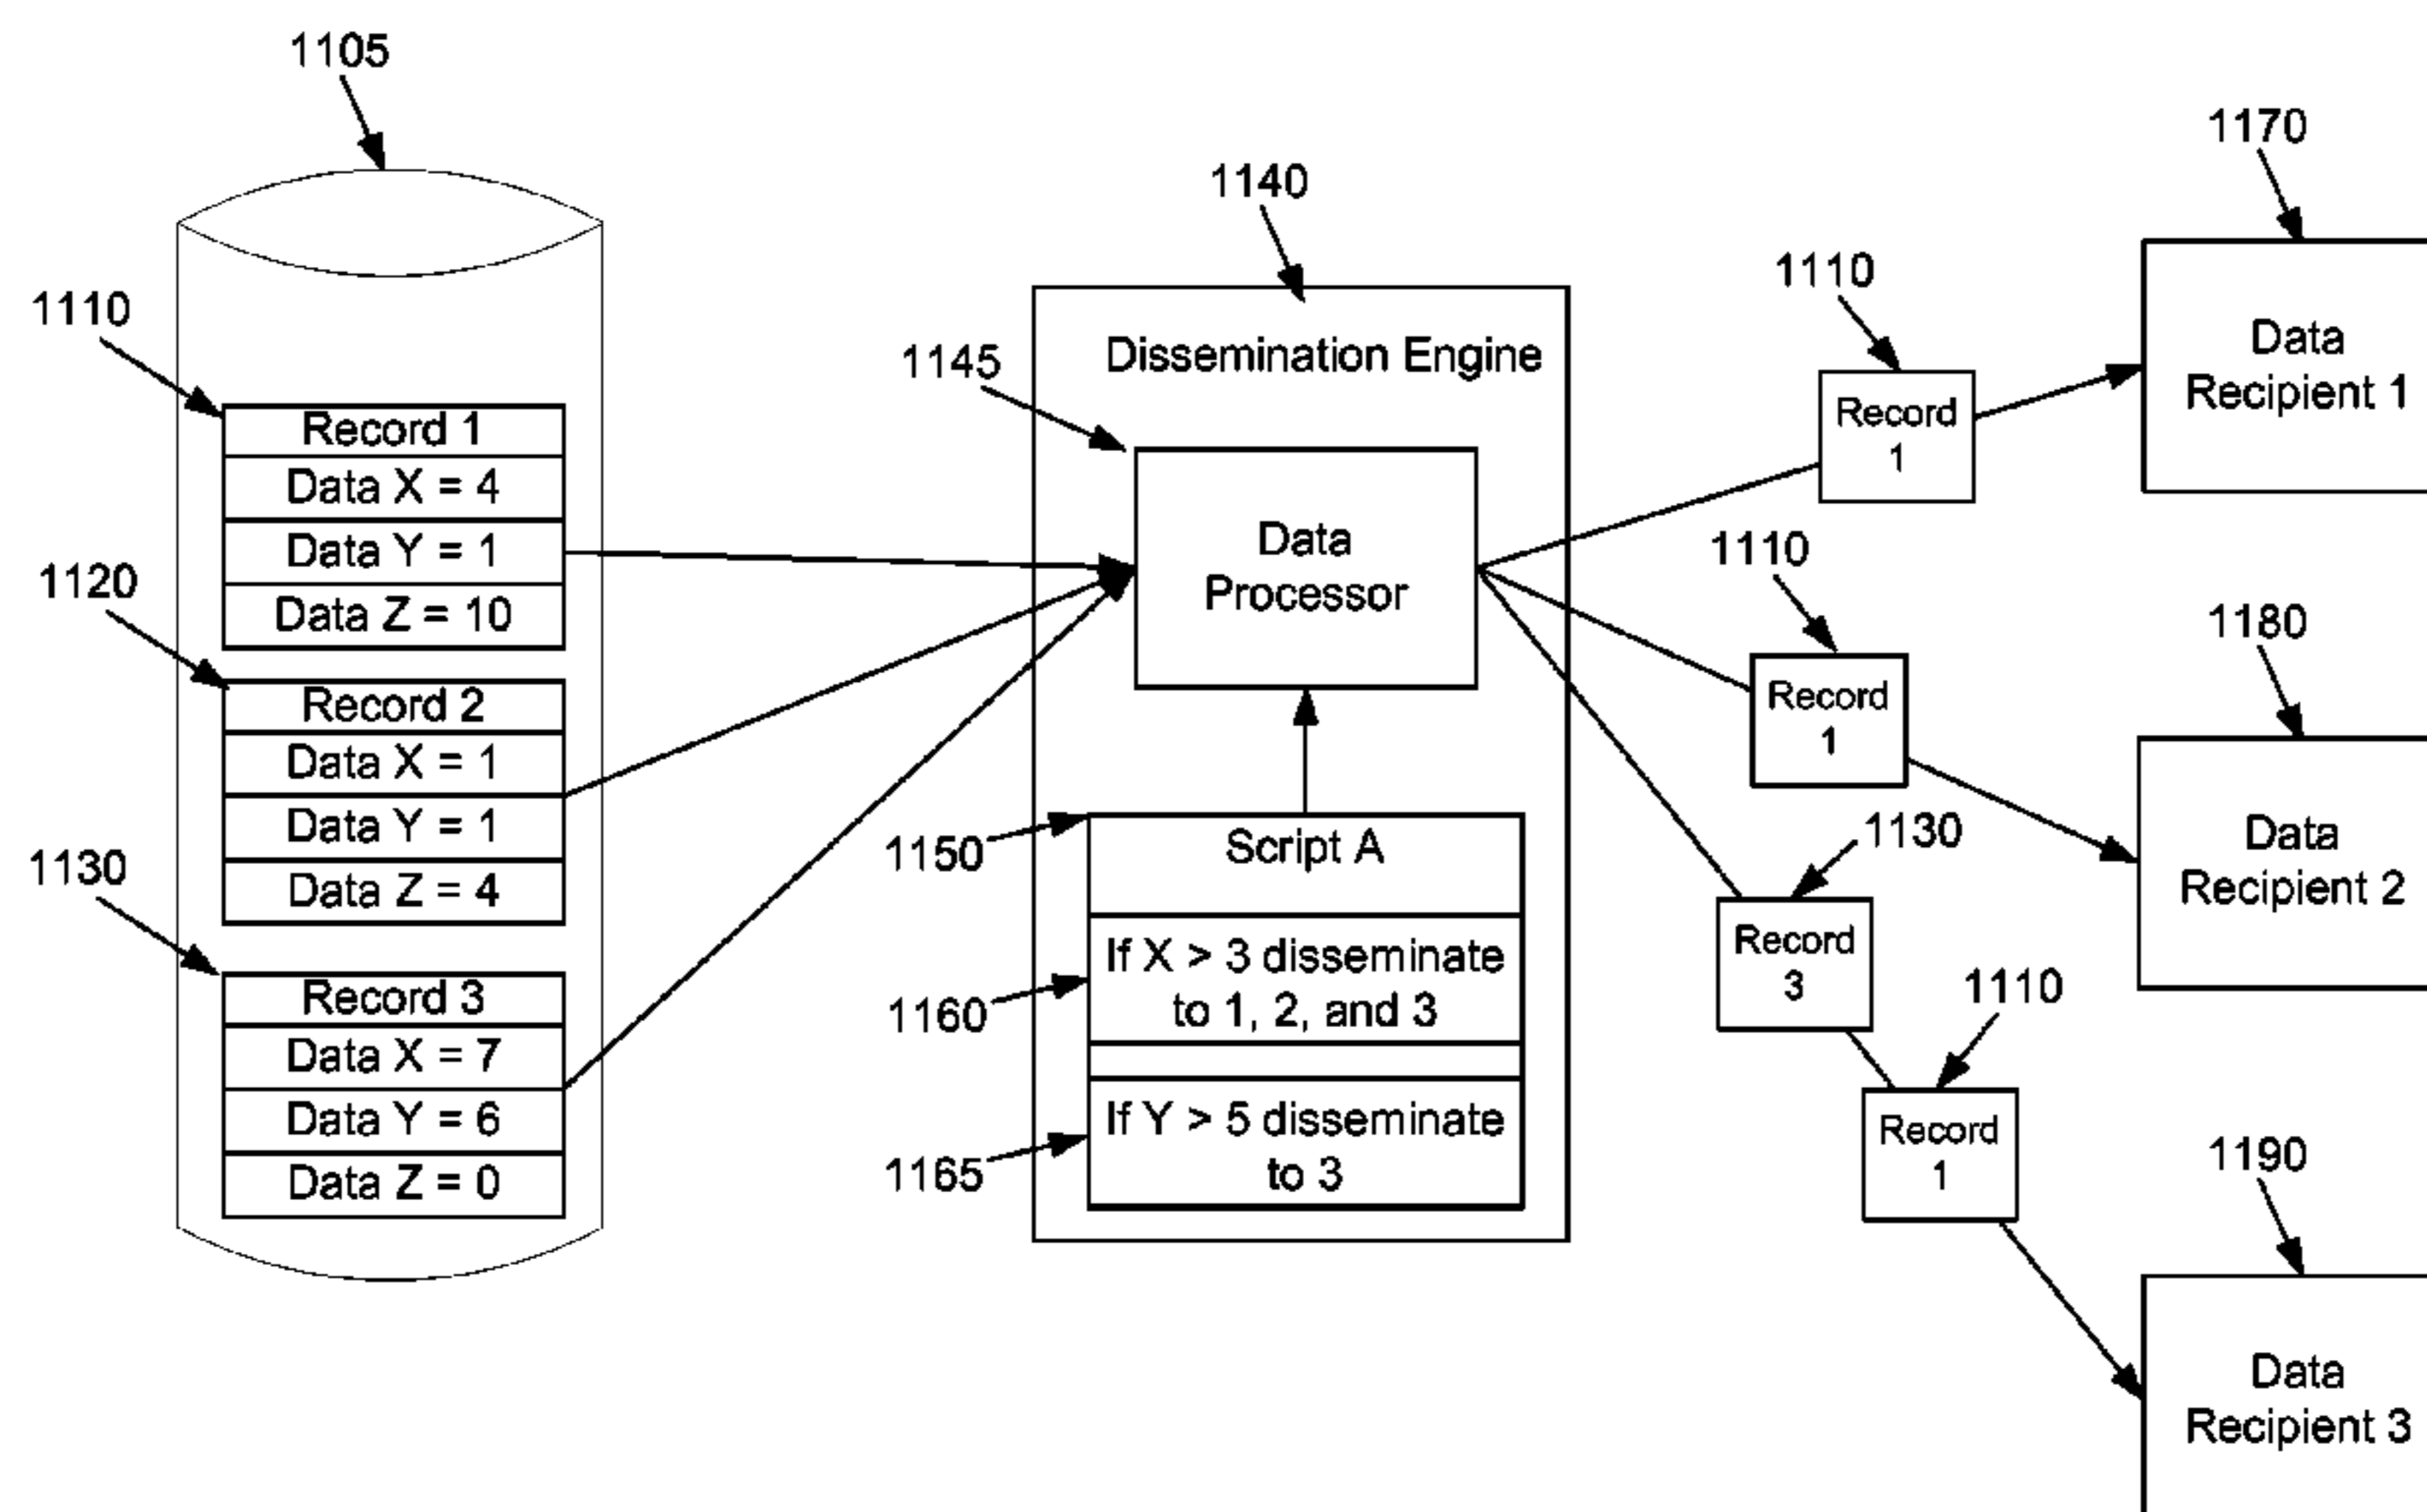 1105
1110
Record 1
Data X = 4
Data Y = 1
Data Z = 10
1120
Record 2
Data X = 1
Data Y = 1
Data Z = 4
1130
Record 3
Data X = 7
Data Y = 6
Data Z = 0
1140
Dissemination Engine
1145
Data
Processor
1150
Script A
1160
If X > 3 disseminate
to 1, 2, and 3
1165
If Y > 5 disseminate
to 3
1110
Record
1
1110
Record
1
1130
Record
3
1110
Record
1
1170
Data
Recipient 1
1180
Data
Recipient 2
1190
Data
Recipient 3